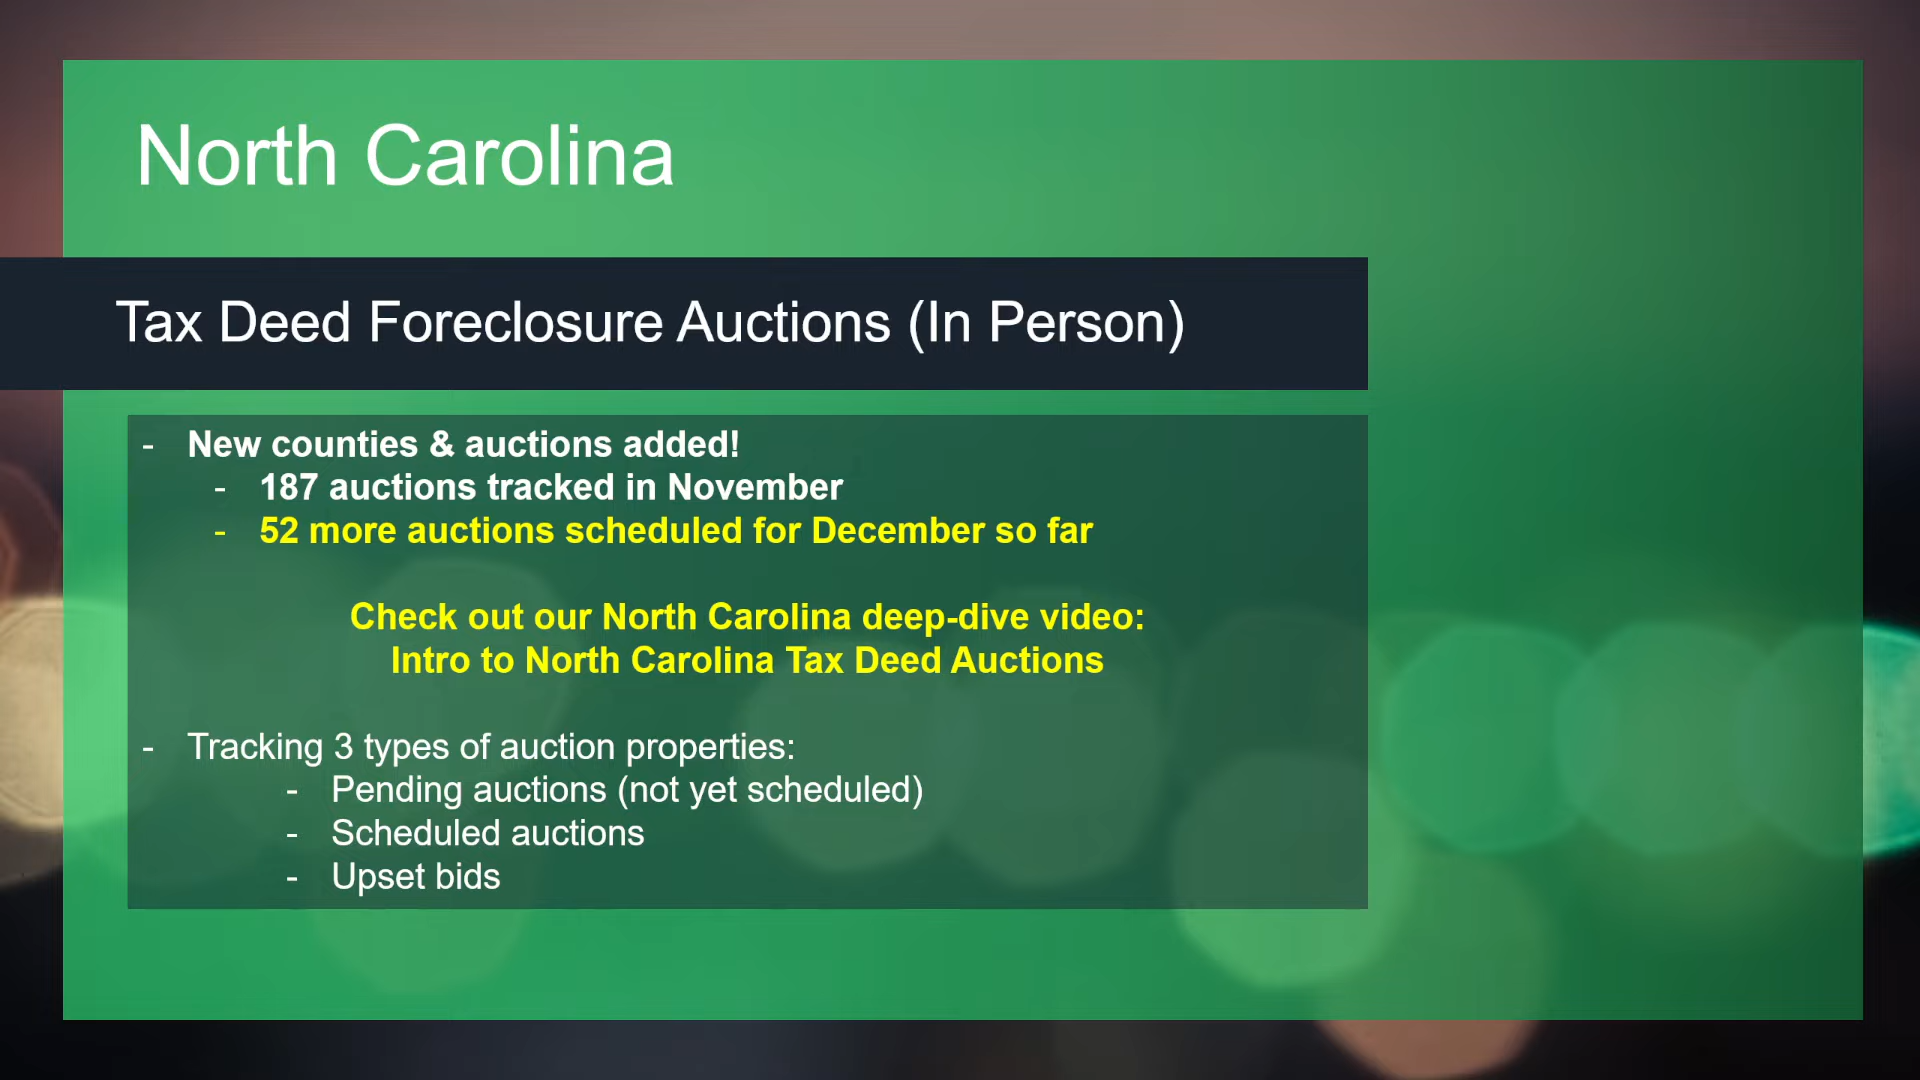 North Carolina
Tax Deed Foreclosure Auctions (In Person)
- New counties & auctions added!
- 187 auctions tracked in November
- 52 more auctions scheduled for December so far
Check out our North Carolina deep-dive video:
Intro to North Carolina Tax Deed Auctions
- Tracking 3 types of auction properties:
- Pending auctions (not yet scheduled)
- Scheduled auctions
- Upset bids